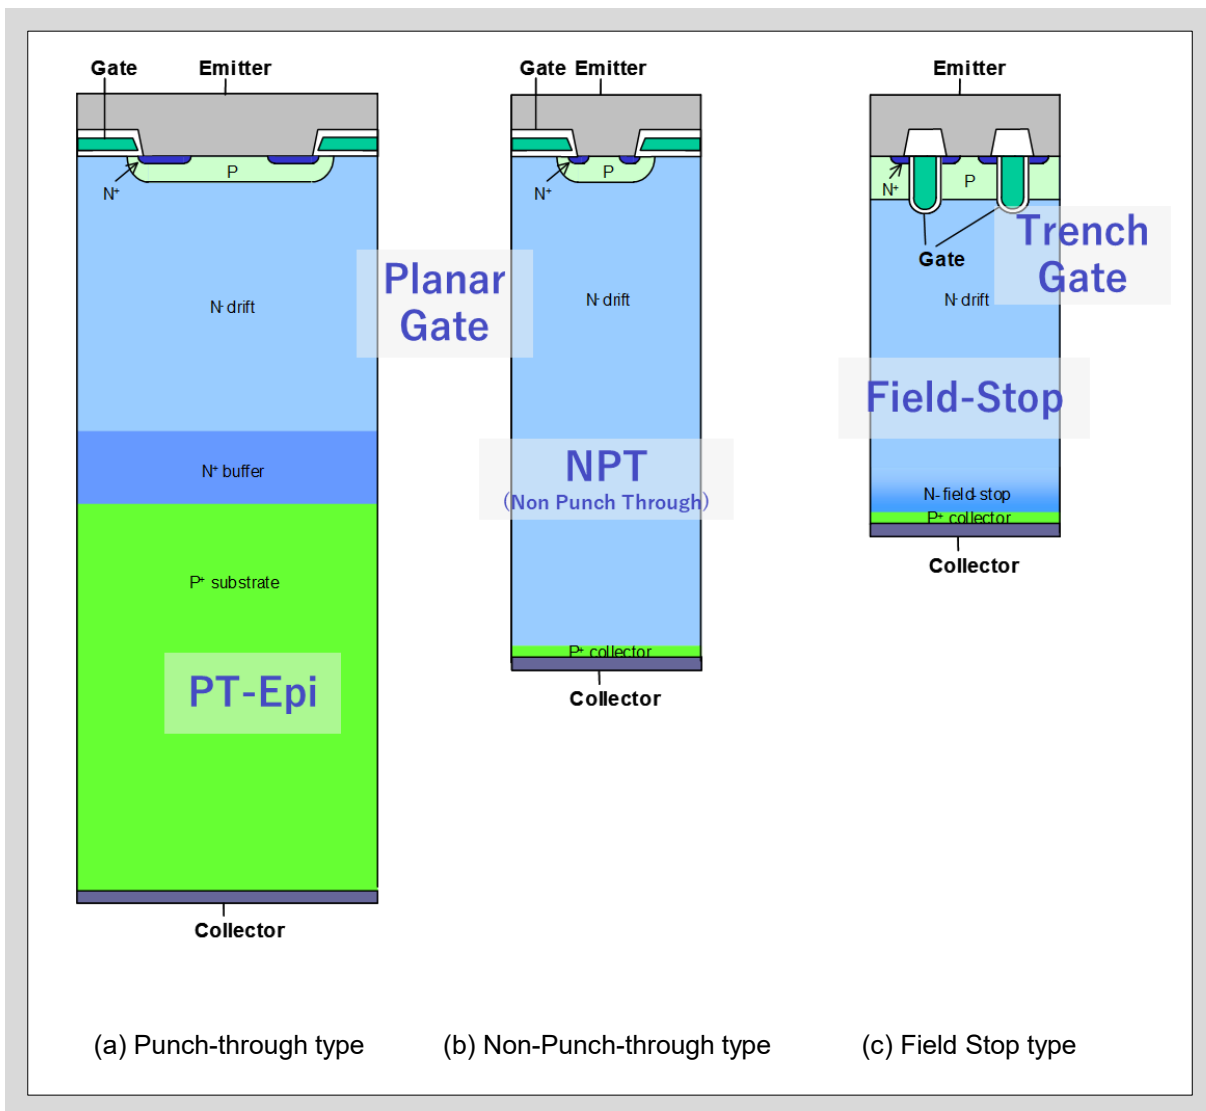 Gate
Emitter
N+
P
N- drift
N+ buffer
P+ substrate
PT-Epi
Collector
Planar
Gate
Gate Emitter
N+
P
N- drift
NPT
(Non Punch Through)
P+ collector
Collector
Emitter
N+
P
Gate
Trench
Gate
N- drift
Field-Stop
N- field-stop
P+ collector
Collector
(a) Punch-through type
(b) Non-Punch-through type
(c) Field Stop type